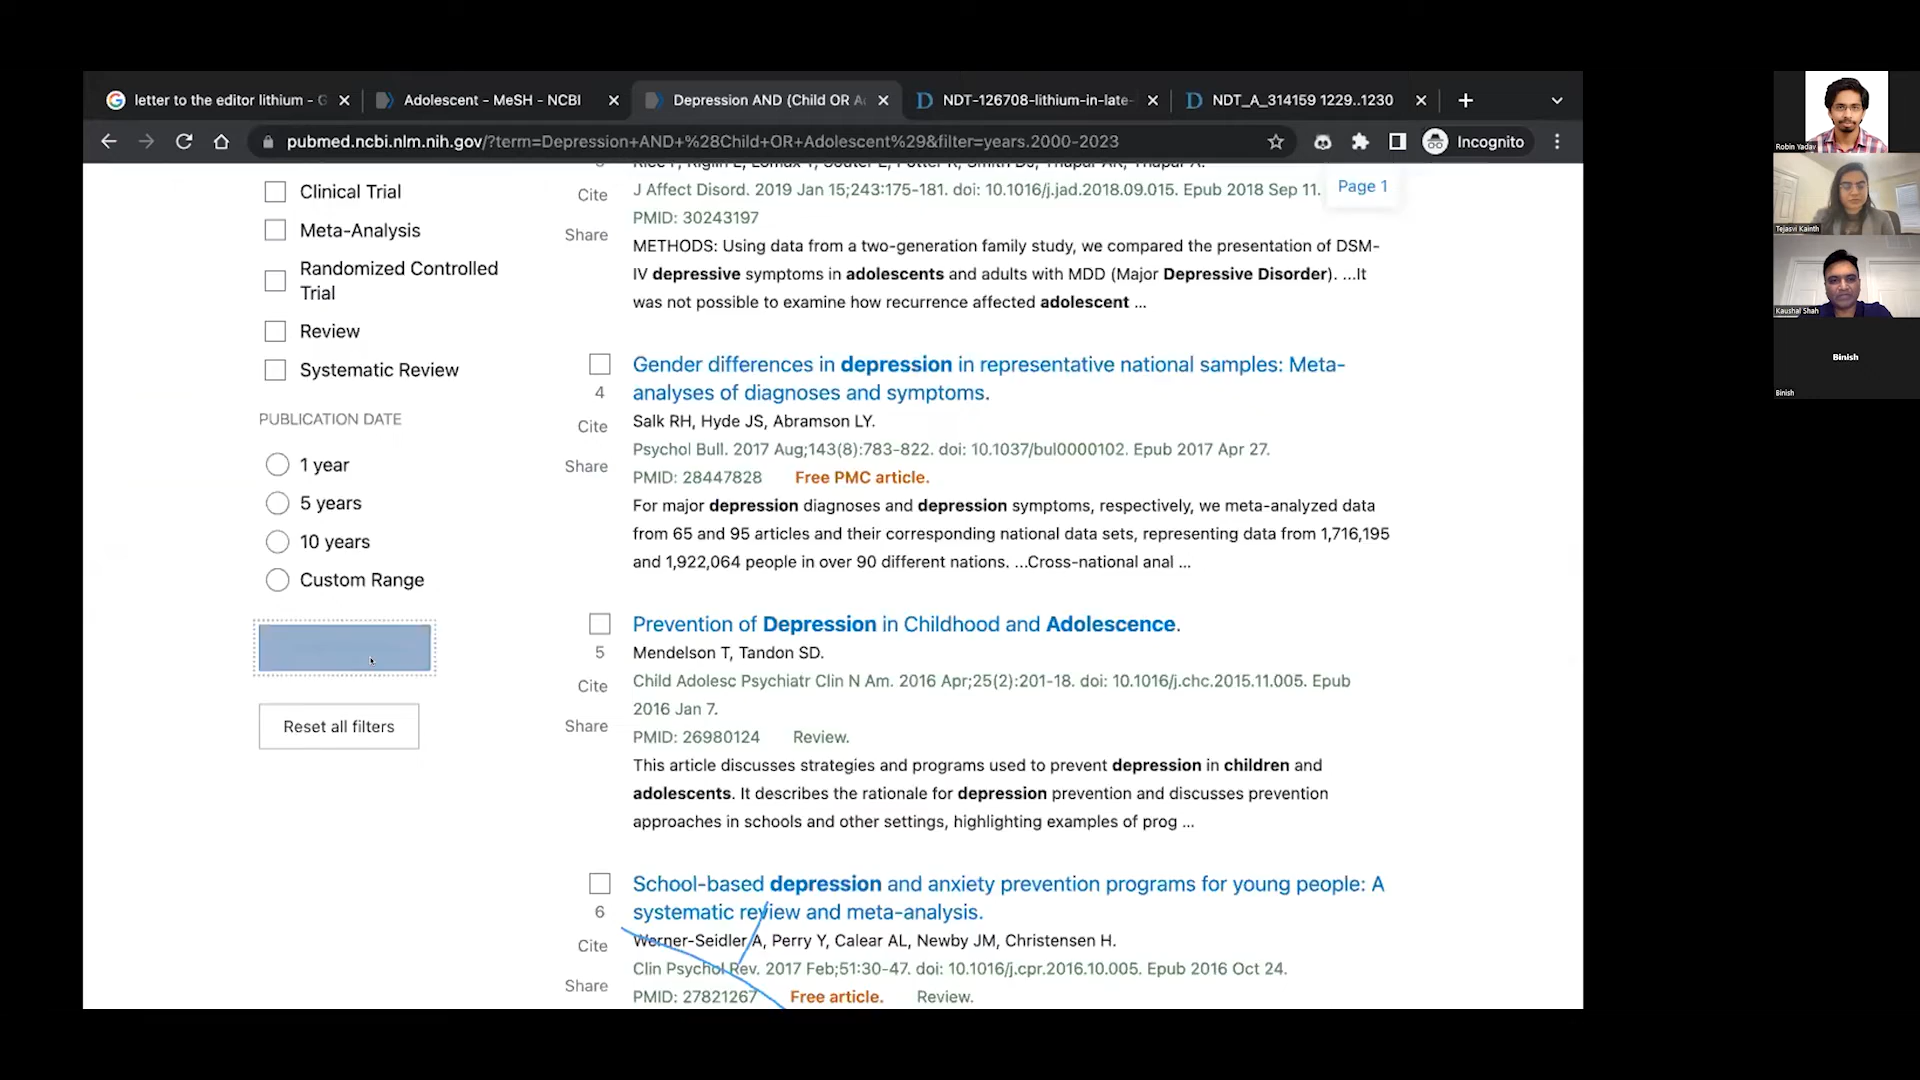 letter to the editor lithium - G
Adolescent - MeSH - NCBI
Depression AND (Child OR A
NDT-126708-lithium-in-late-
NDT_A_314159 1229..1230
pubmed.ncbi.nlm.nih.gov/?term=Depression+AND+%28Child+OR+Adolescent%29&filter=years.2000-2023
Incognito
Clinical Trial
Meta-Analysis
Randomized Controlled
Trial
Review
Systematic Review
PUBLICATION DATE
1 year
5 years
10 years
Custom Range
Reset all filters
Page 1
Cite
J Affect Disord. 2019 Jan 15;243:175-181. doi: 10.1016/j.jad.2018.09.015. Epub 2018 Sep 11.
PMID: 30243197
Share
METHODS: Using data from a two-generation family study, we compared the presentation of DSM-
IV depressive symptoms in adolescents and adults with MDD (Major Depressive Disorder). ...It
was not possible to examine how recurrence affected adolescent ...
Gender differences in depression in representative national samples: Meta-
4
analyses of diagnoses and symptoms.
Cite
Salk RH, Hyde JS, Abramson LY.
Psychol Bull. 2017 Aug;143(8):783-822. doi: 10.1037/bul0000102. Epub 2017 Apr 27.
Share
PMID: 28447828 Free PMC article.
For major depression diagnoses and depression symptoms, respectively, we meta-analyzed data
from 65 and 95 articles and their corresponding national data sets, representing data from 1,716,195
and 1,922,064 people in over 90 different nations. ...Cross-national anal ...
Prevention of Depression in Childhood and Adolescence.
5
Mendelson T, Tandon SD.
Cite
Child Adolesc Psychiatr Clin N Am. 2016 Apr;25(2):201-18. doi: 10.1016/j.chc.2015.11.005. Epub
2016 Jan 7.
Share
PMID: 26980124 Review.
This article discusses strategies and programs used to prevent depression in children and
adolescents. It describes the rationale for depression prevention and discusses prevention
approaches in schools and other settings, highlighting examples of prog ...
School-based depression and anxiety prevention programs for young people: A
6
systematic review and meta-analysis.
Cite
Werner-Seidler A, Perry Y, Calear AL, Newby JM, Christensen H.
Clin Psychol Rev. 2017 Feb;51:30-47. doi: 10.1016/j.cpr.2016.10.005. Epub 2016 Oct 24.
Share
PMID: 27821267 Free article. Review.
Robin Yadav
Tejasvi Kainth
Kaushal Shah
Binish
Binish